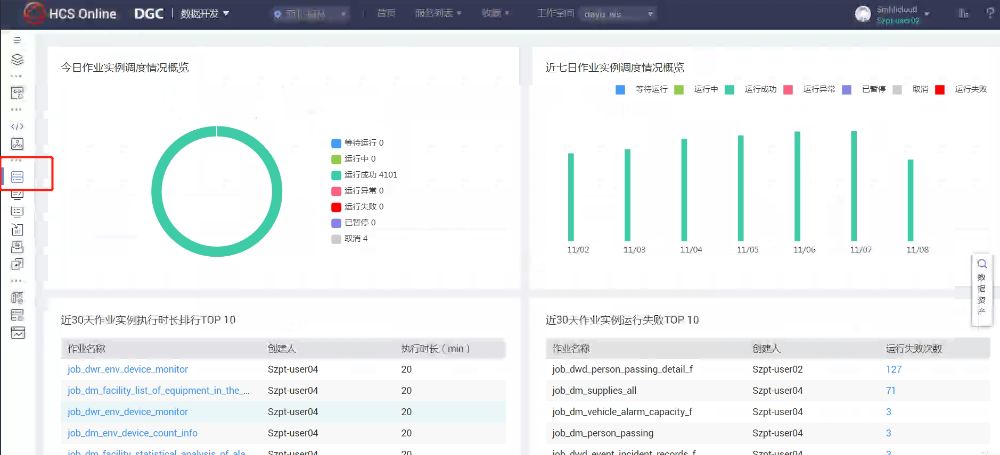 HCS Online DGC | 数据开发 首页 服务列表 收藏 工作空间 dayu_ws
Smhlicloud
Szpt-user02
今日作业实例调度情况概览
等待运行 0
运行中 0
运行成功 4101
运行异常 0
运行失败 0
已暂停 0
取消 4
近七日作业实例调度情况概览
等待运行 运行中 运行成功 运行异常 已暂停 取消 运行失败
11/02 11/03 11/04 11/05 11/06 11/07 11/08
数据资产
近30天作业实例执行时长排行TOP 10
作业名称 创建人 执行时长 ( min )
job_dwr_env_device_monitor Szpt-user04 20
job_dm_facility_list_of_equipment_in_the_... Szpt-user04 20
job_dwr_env_device_monitor Szpt-user04 20
job_dm_env_device_count_info Szpt-user04 20
job_dm_facility_statistical_analysis_of_ala... Szpt-user04 20
近30天作业实例运行失败TOP 10
作业名称 创建人 运行失败次数
job_dwd_person_passing_detail_f Szpt-user02 127
job_dm_supplies_all Szpt-user04 71
job_dm_vehicle_alarm_capacity_f Szpt-user04 3
job_dm_person_passing Szpt-user04 3
job_dwd_event_incident_records_f Szpt-user04 3